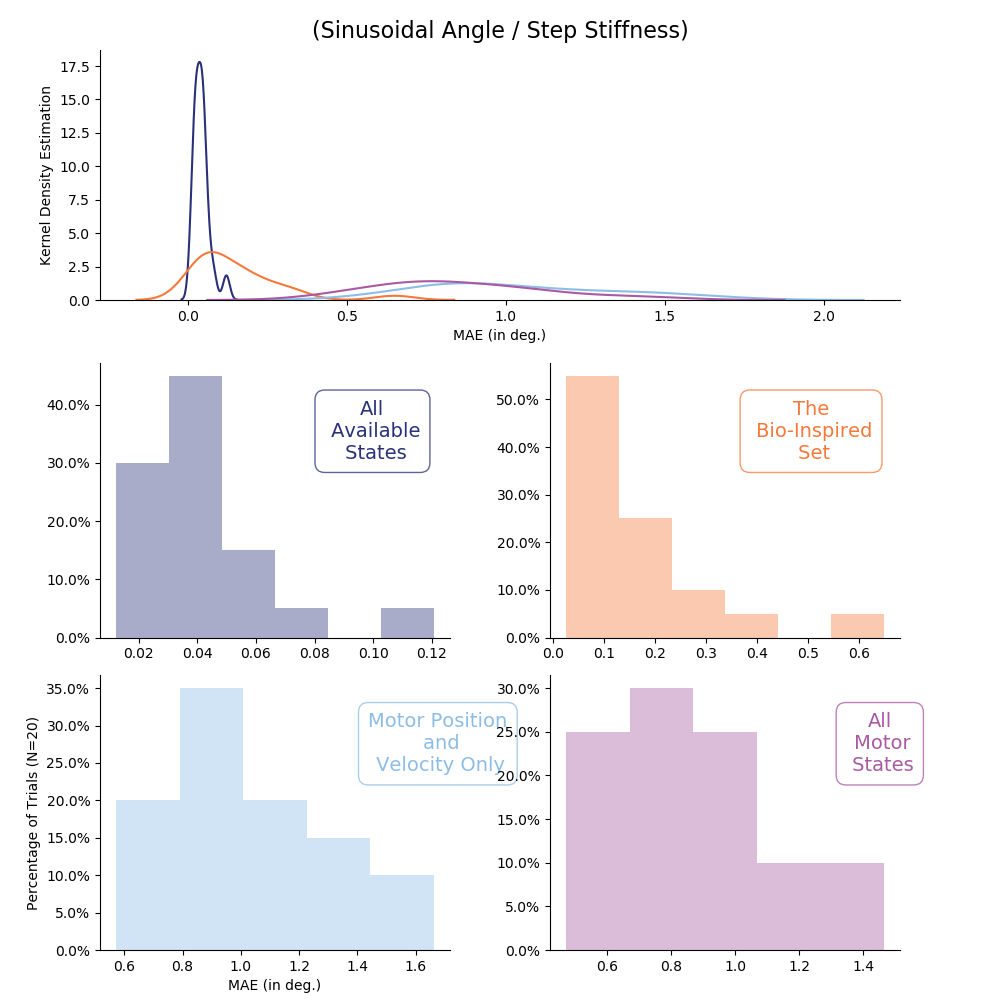 (Sinusoidal Angle / Step Stiffness)
Kernel Density Estimation
17.5
15.0
12.5
10.0
7.5
5.0
2.5
0.0
0.0 0.5 1.0 1.5 2.0
MAE (in deg.)
40.0%
30.0%
20.0%
10.0%
0.0%
All
Available
States
0.02 0.04 0.06 0.08 0.10 0.12
50.0%
40.0%
30.0%
20.0%
10.0%
0.0%
The
Bio-Inspired
Set
0.0 0.1 0.2 0.3 0.4 0.5 0.6
Percentage of Trials (N=20)
35.0%
30.0%
25.0%
20.0%
15.0%
10.0%
5.0%
0.0%
Motor Position
and
Velocity Only
0.6 0.8 1.0 1.2 1.4 1.6
MAE (in deg.)
30.0%
25.0%
20.0%
15.0%
10.0%
5.0%
0.0%
All
Motor
States
0.6 0.8 1.0 1.2 1.4